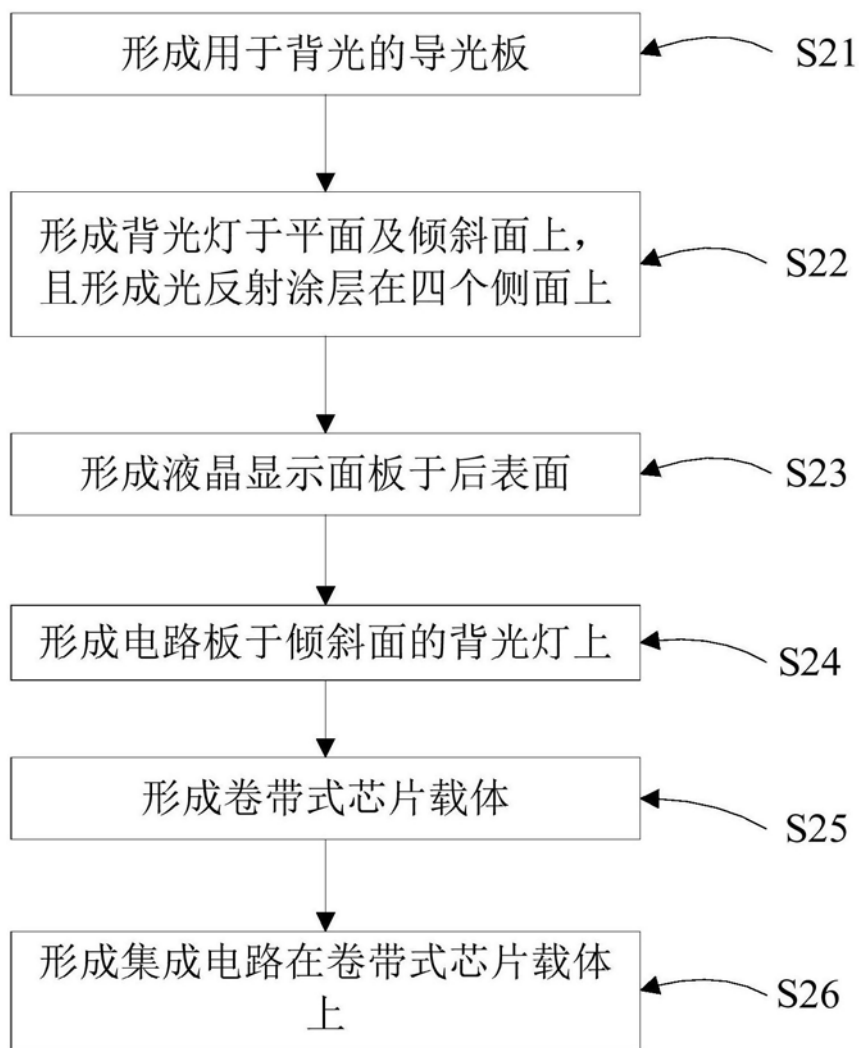 形成用于背光的导光板
S21
形成背光灯于平面及倾斜面上，
且形成光反射涂层在四个侧面上
S22
形成液晶显示面板于后表面
S23
形成电路板于倾斜面的背光灯上
S24
形成卷带式芯片载体
S25
形成集成电路在卷带式芯片载体
上
S26